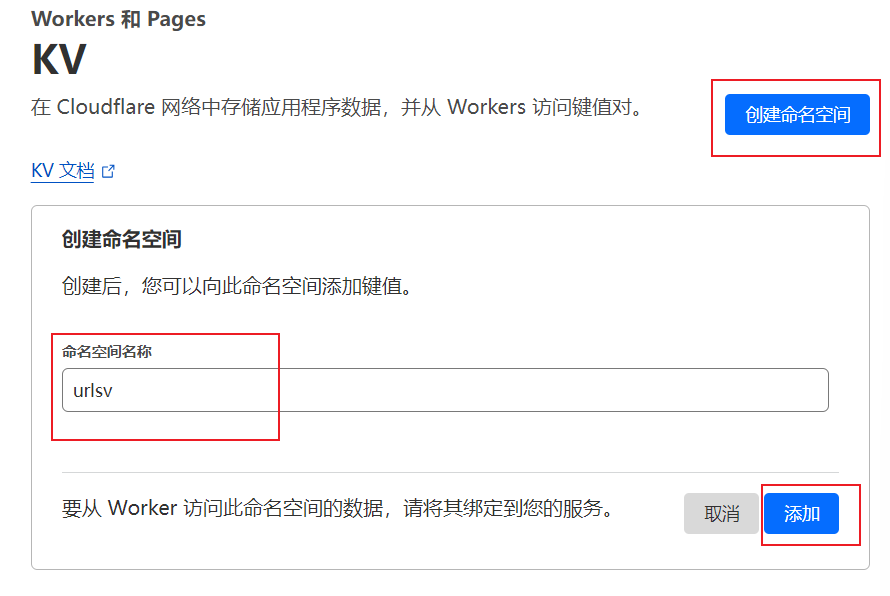 Workers 和 Pages
KV
在 Cloudflare 网络中存储应用程序数据，并从 Workers 访问键值对。
创建命名空间
KV 文档
创建命名空间
创建后，您可以向此命名空间添加键值。
命名空间名称
urlsv
要从 Worker 访问此命名空间的数据，请将其绑定到您的服务。
取消
添加